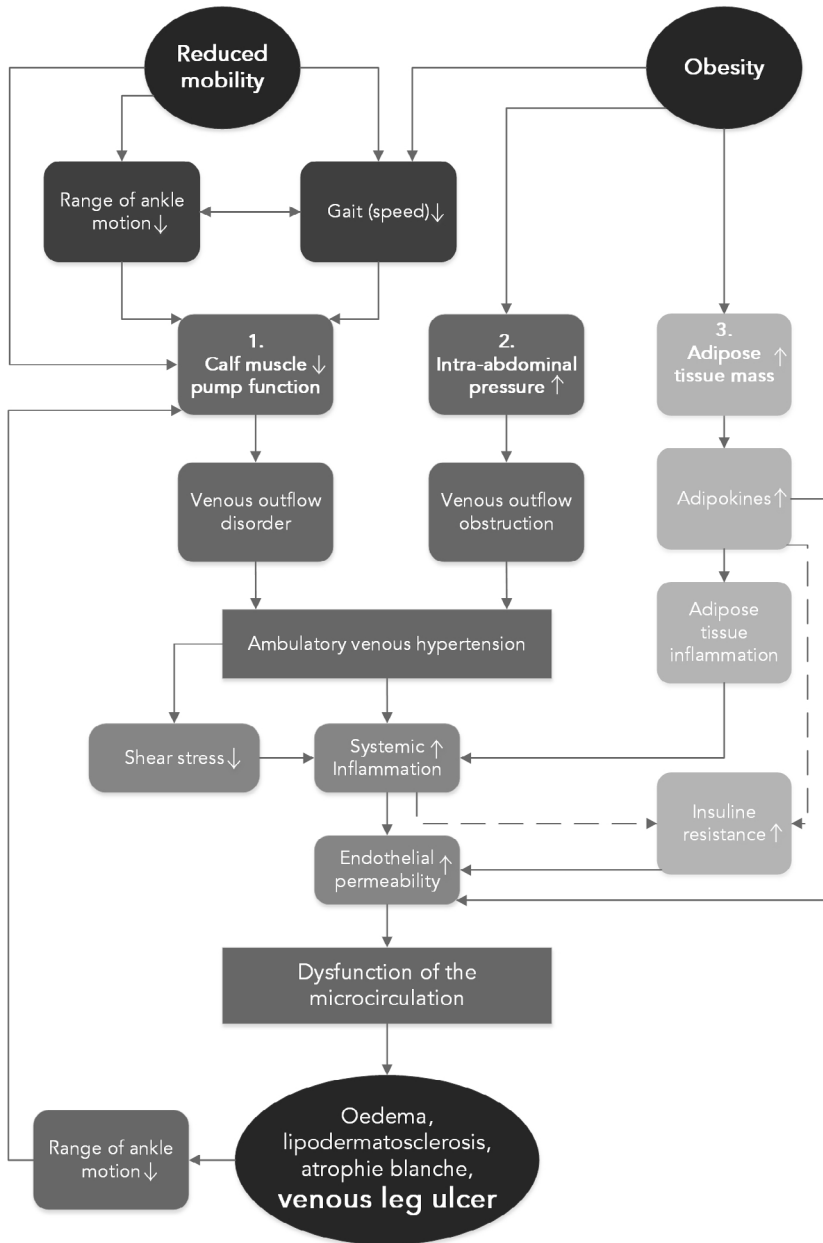 Reduced
mobility
Obesity
Range of ankle
motion ↓
Gait (speed) ↓
1.
Calf muscle ↓
pump function
2.
Intra-abdominal
pressure ↑
3.
Adipose ↑
tissue mass
Venous outflow
disorder
Venous outflow
obstruction
Adipokines ↑
Adipose
tissue
inflammation
Ambulatory venous hypertension
Shear stress ↓
Systemic ↑
Inflammation
Insuline
resistance ↑
Endothelial ↑
permeability
Dysfunction of the
microcirculation
Range of ankle
motion ↓
Oedema,
lipodermatosclerosis,
atrophie blanche,
venous leg ulcer